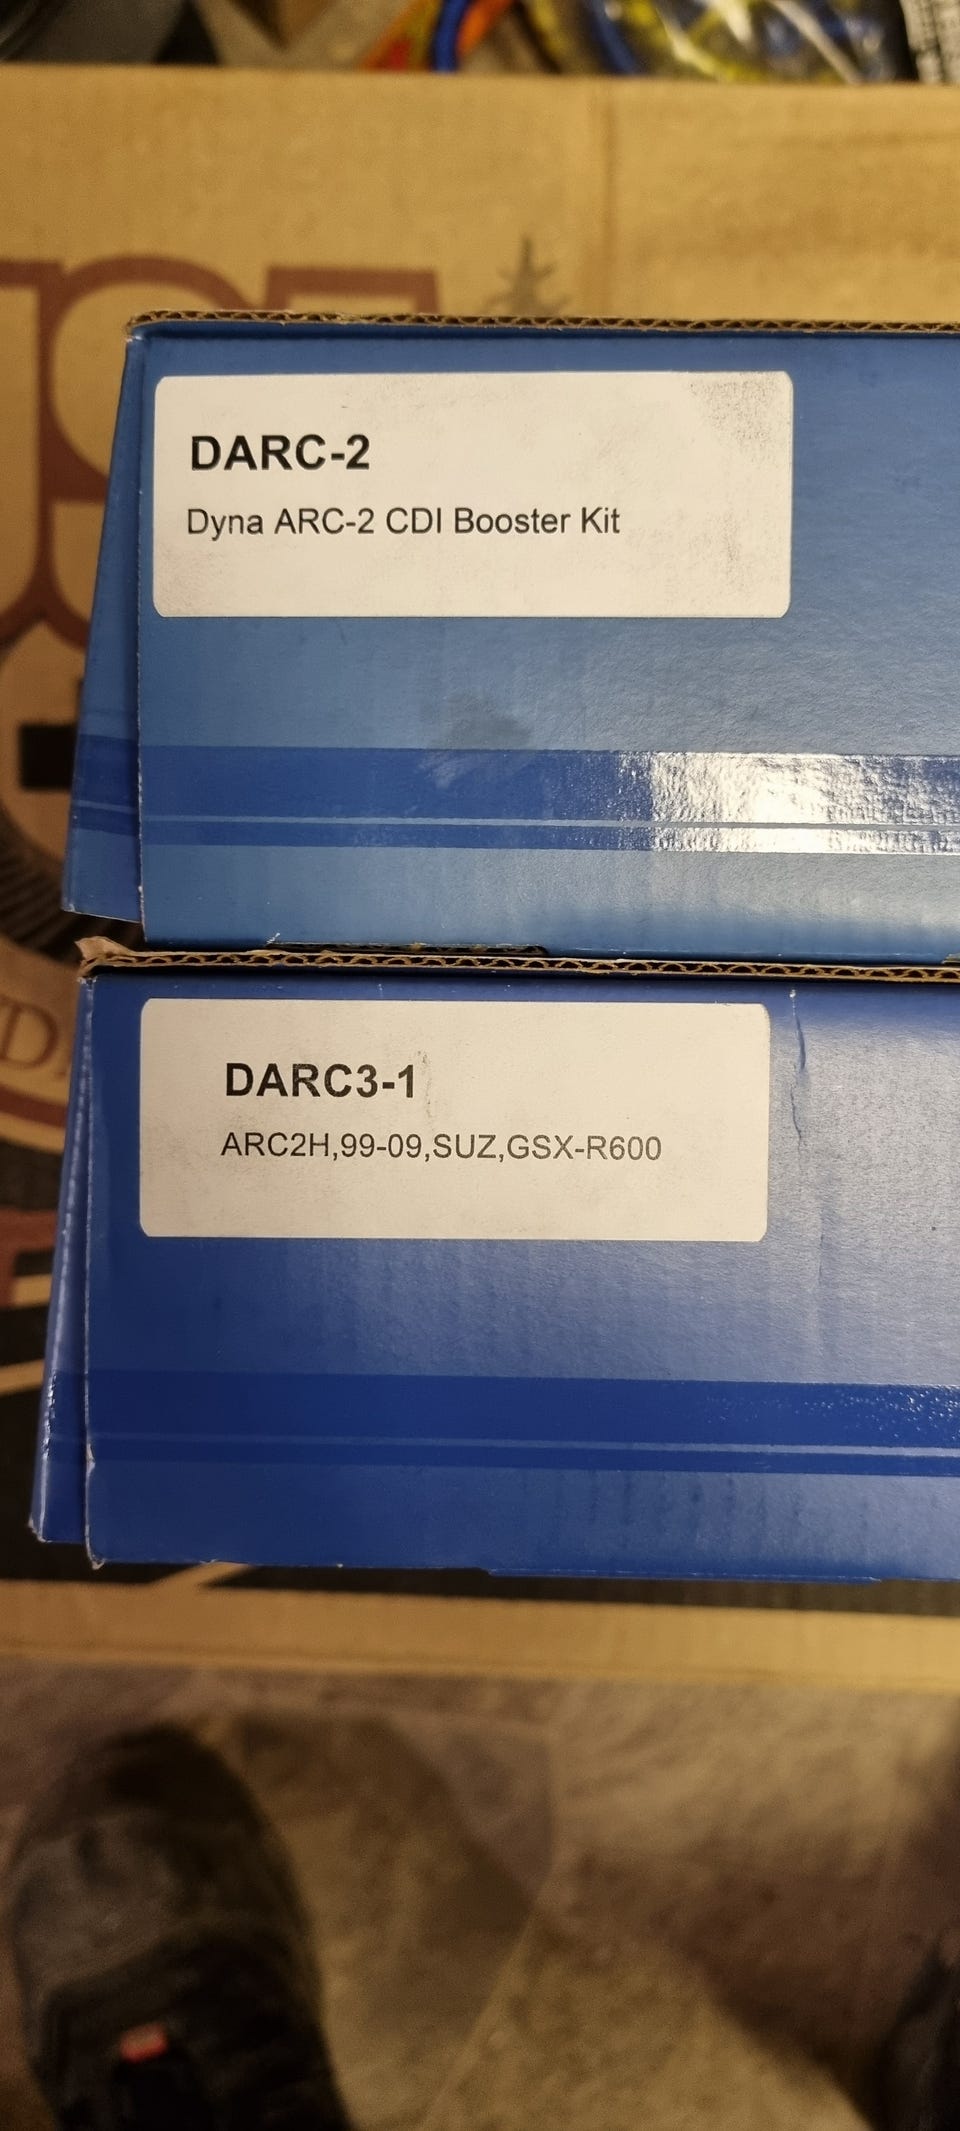 DARC-2
Dyna ARC-2 CDI Booster Kit
DARC3-1
ARC2H,99-09,SUZ,GSX-R600